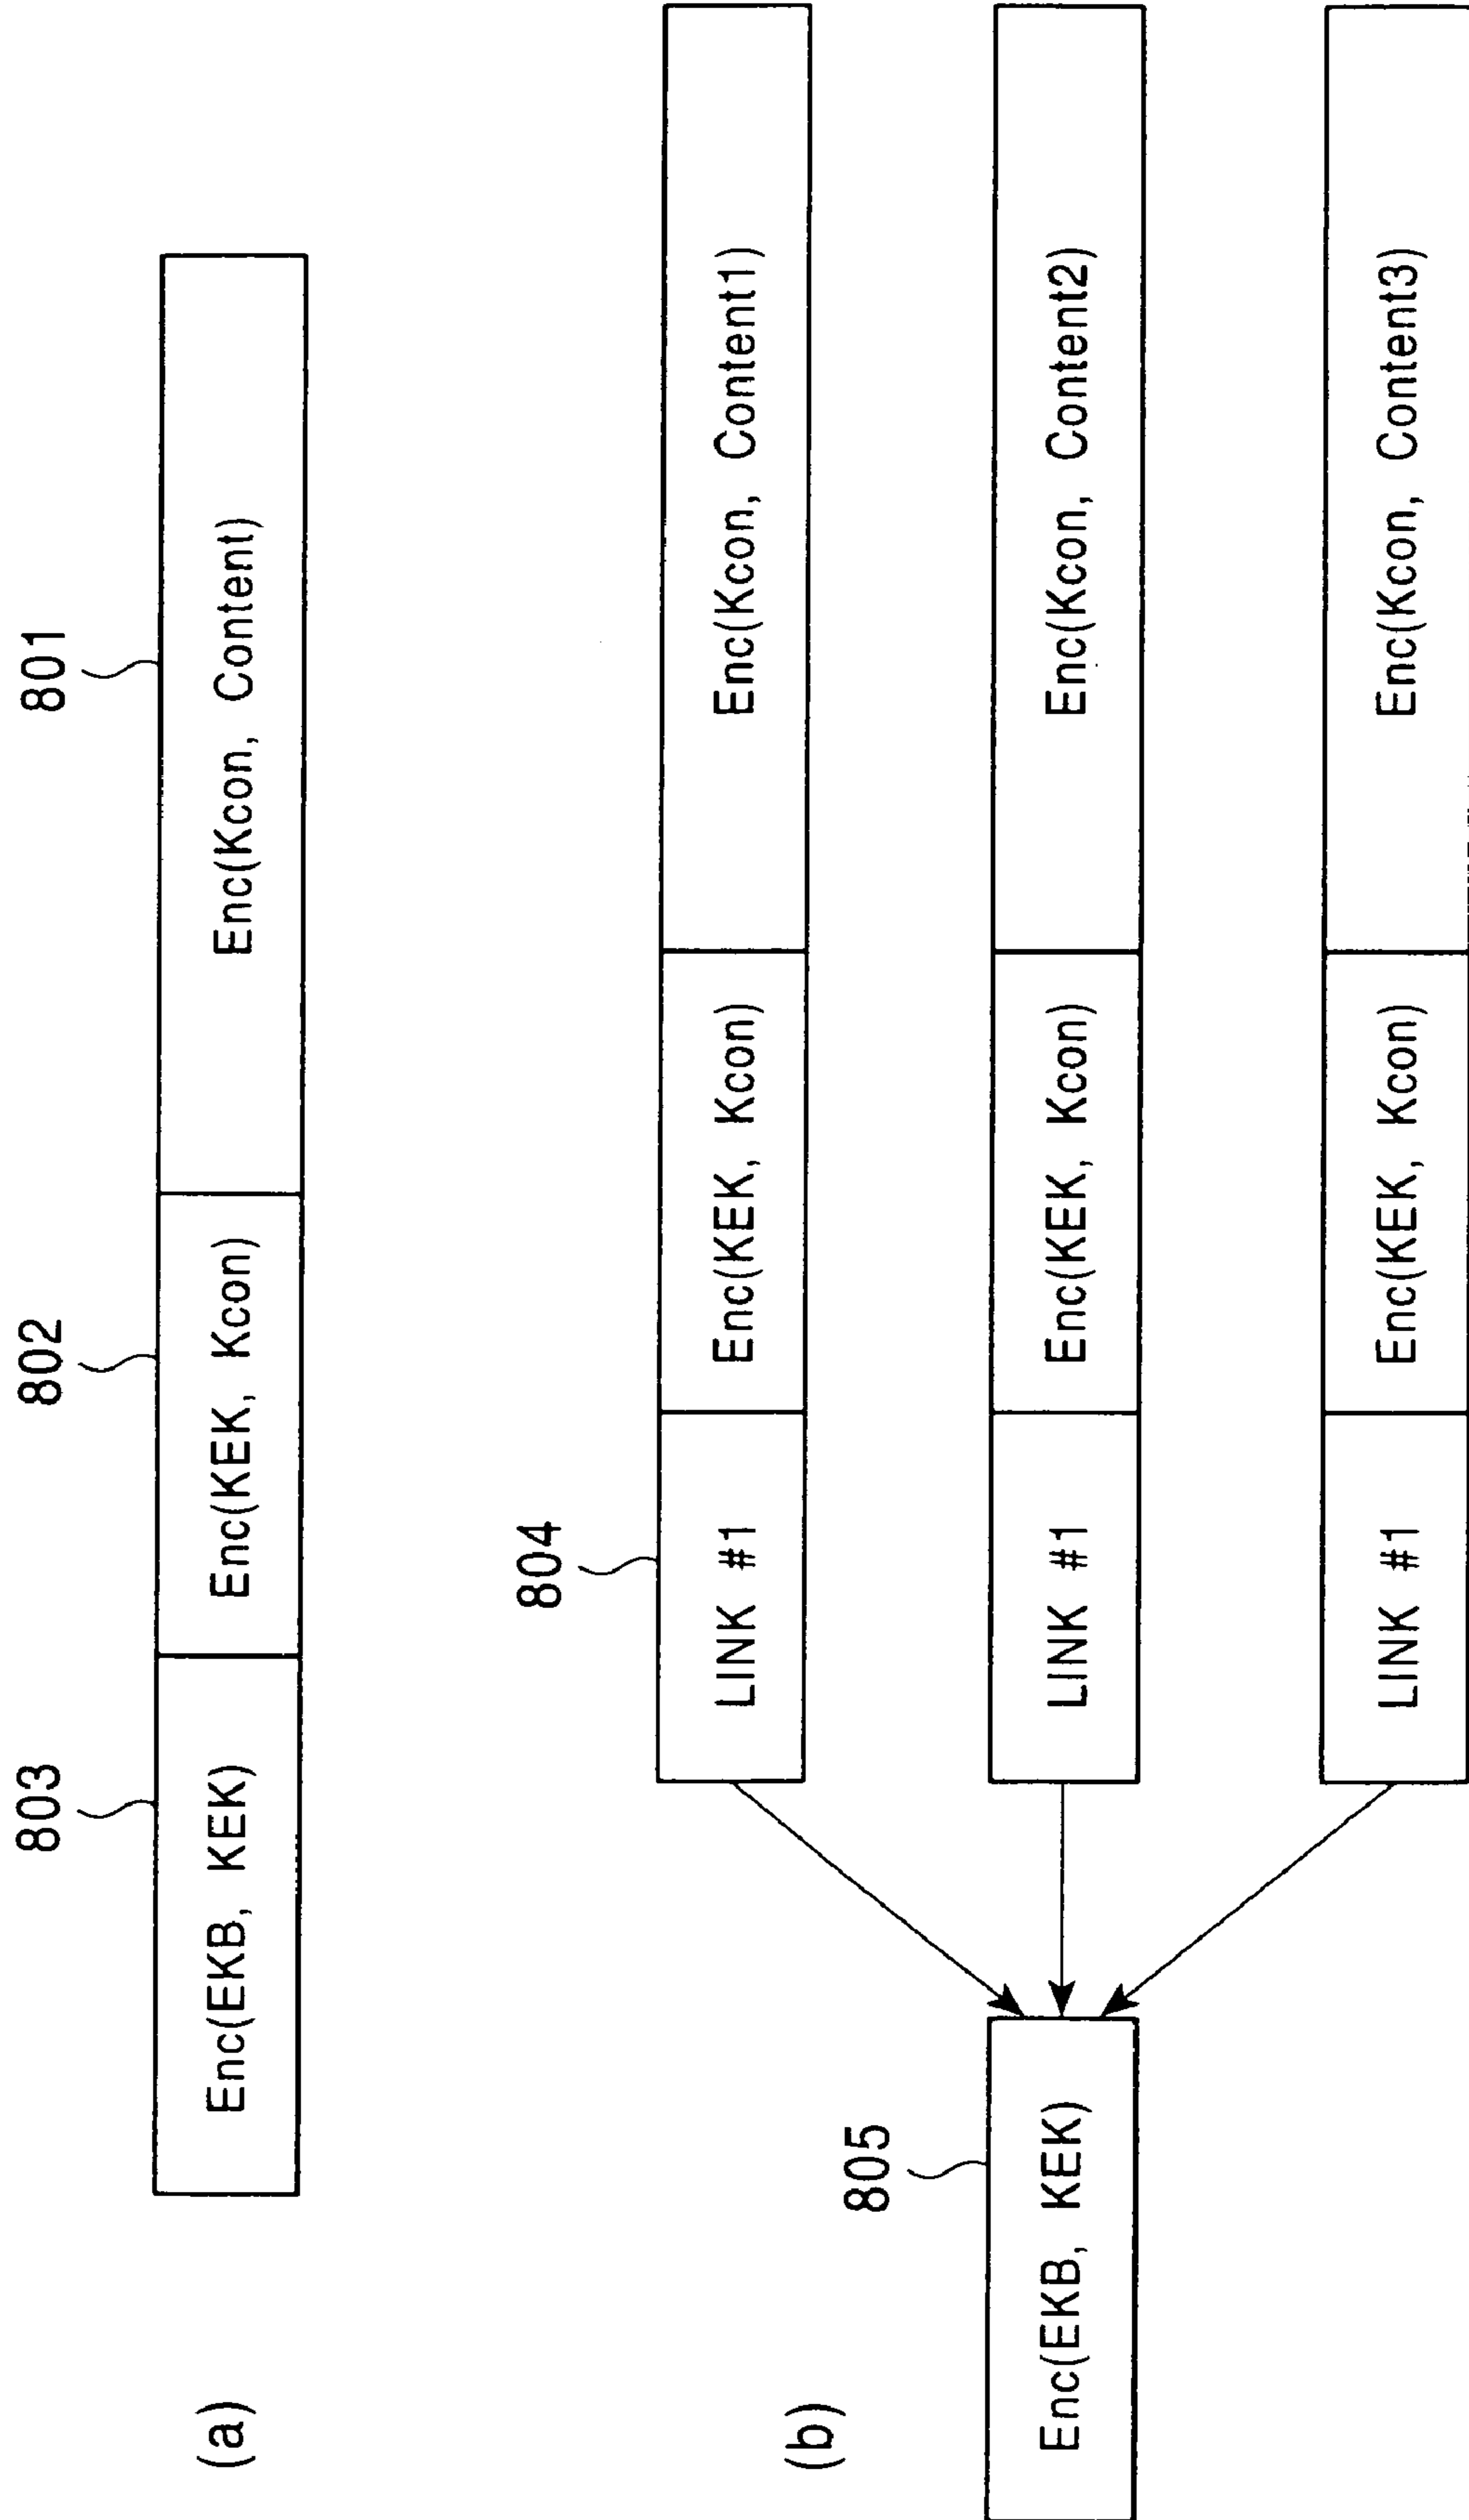 (a)
803
802
801
Enc(EKB, KEK)
Enc(KEK, Kcon)
Enc(Kcon, Content)
(b)
804
LINK #1
Enc(KEK, Kcon)
Enc(Kcon, Content1)
805
Enc(EKB, KEK)
LINK #1
Enc(KEK, Kcon)
Enc(Kcon, Content2)
LINK #1
Enc(KEK, Kcon)
Enc(Kcon, Content3)